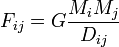 F_{ij} = G \frac{M_i M_j}{D_{ij}}